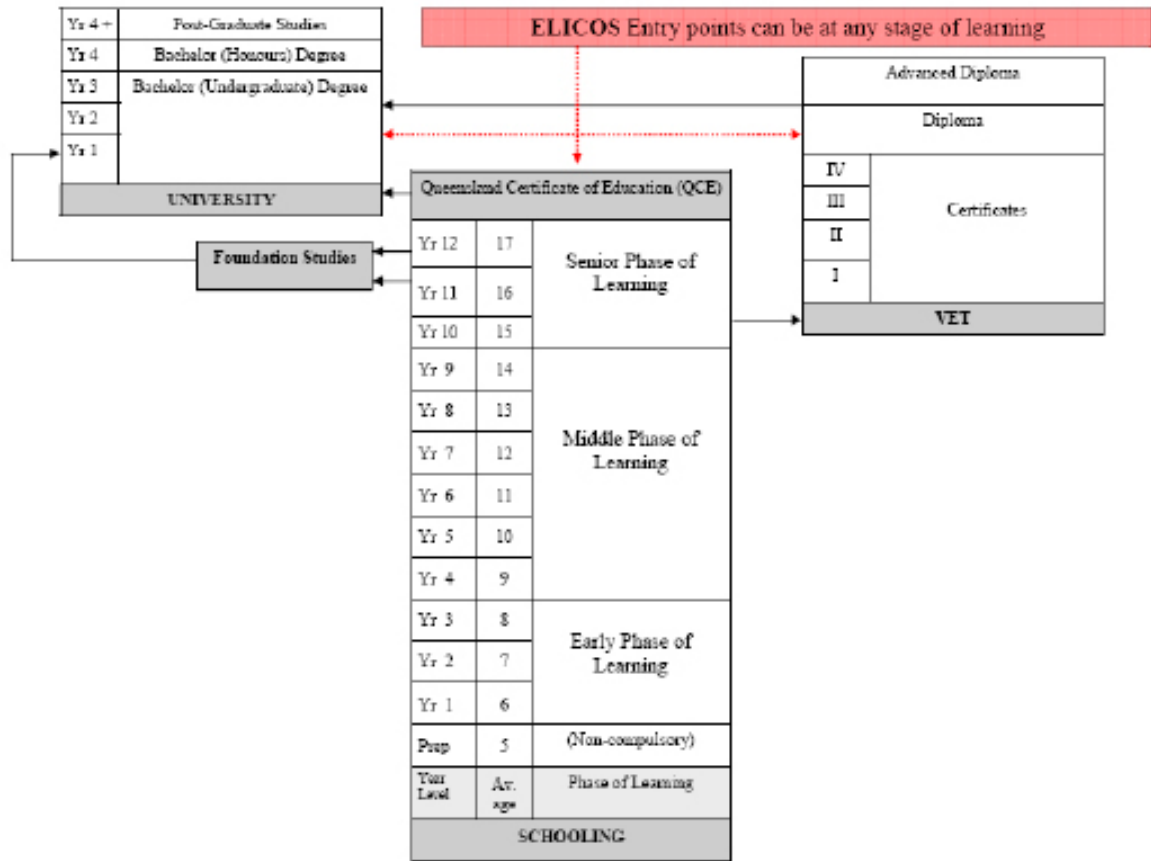 ELICOS Entry points can be at any stage of learning
Yr 4 + Post-Graduate Studies
Yr 4 Bachelor (Honours) Degree
Yr 3 Bachelor (Undergraduate) Degree
Yr 2
Yr 1
UNIVERSITY
Foundation Studies
Advanced Diploma
Diploma
IV
III
Certificates
II
I
VET
Queensland Certificate of Education (QCE)
Yr 12 17
Senior Phase of
Learning
Yr 11 16
Yr 10 15
Yr 9 14
Yr 8 13
Middle Phase of
Learning
Yr 7 12
Yr 6 11
Yr 5 10
Yr 4 9
Yr 3 8
Early Phase of
Learning
Yr 2 7
Yr 1 6
Prep 5 (Non-compulsory)
Year
Level
Av.
age
Phase of Learning
SCHOOLING